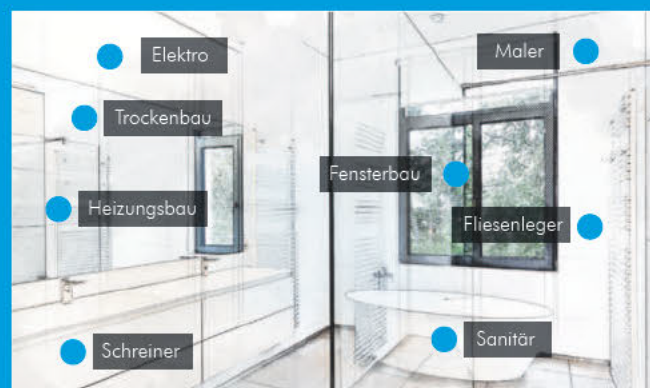 Elektro
Maler
Trockenbau
Fensterbau
Heizungsbau
Fliesenleger
Schreiner
Sanitär